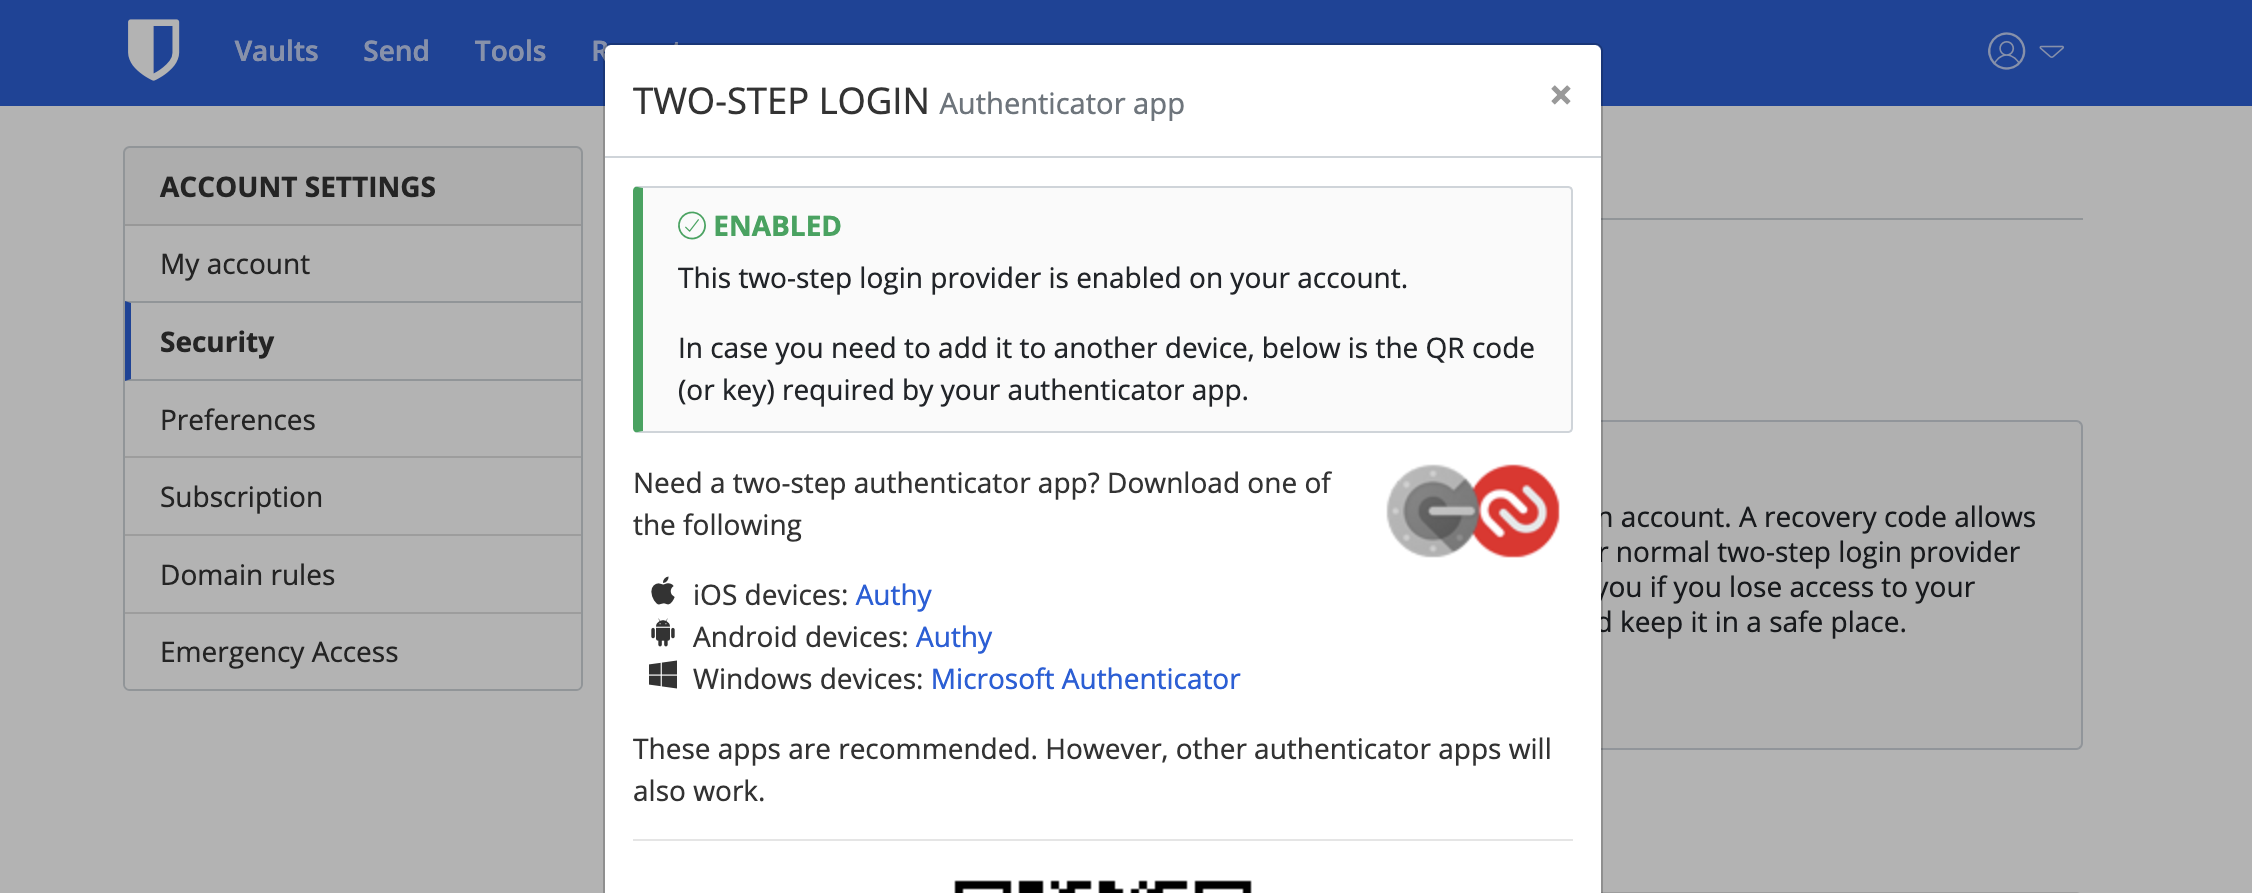 Vaults Send Tools
TWO-STEP LOGIN Authenticator app
ACCOUNT SETTINGS
My account
Security
Preferences
Subscription
Domain rules
Emergency Access
ENABLED
This two-step login provider is enabled on your account.
In case you need to add it to another device, below is the QR code
(or key) required by your authenticator app.
Need a two-step authenticator app? Download one of
the following
iOS devices: Authy
Android devices: Authy
Windows devices: Microsoft Authenticator
These apps are recommended. However, other authenticator apps will
also work.
account. A recovery code allows
normal two-step login provider
you if you lose access to your
keep it in a safe place.